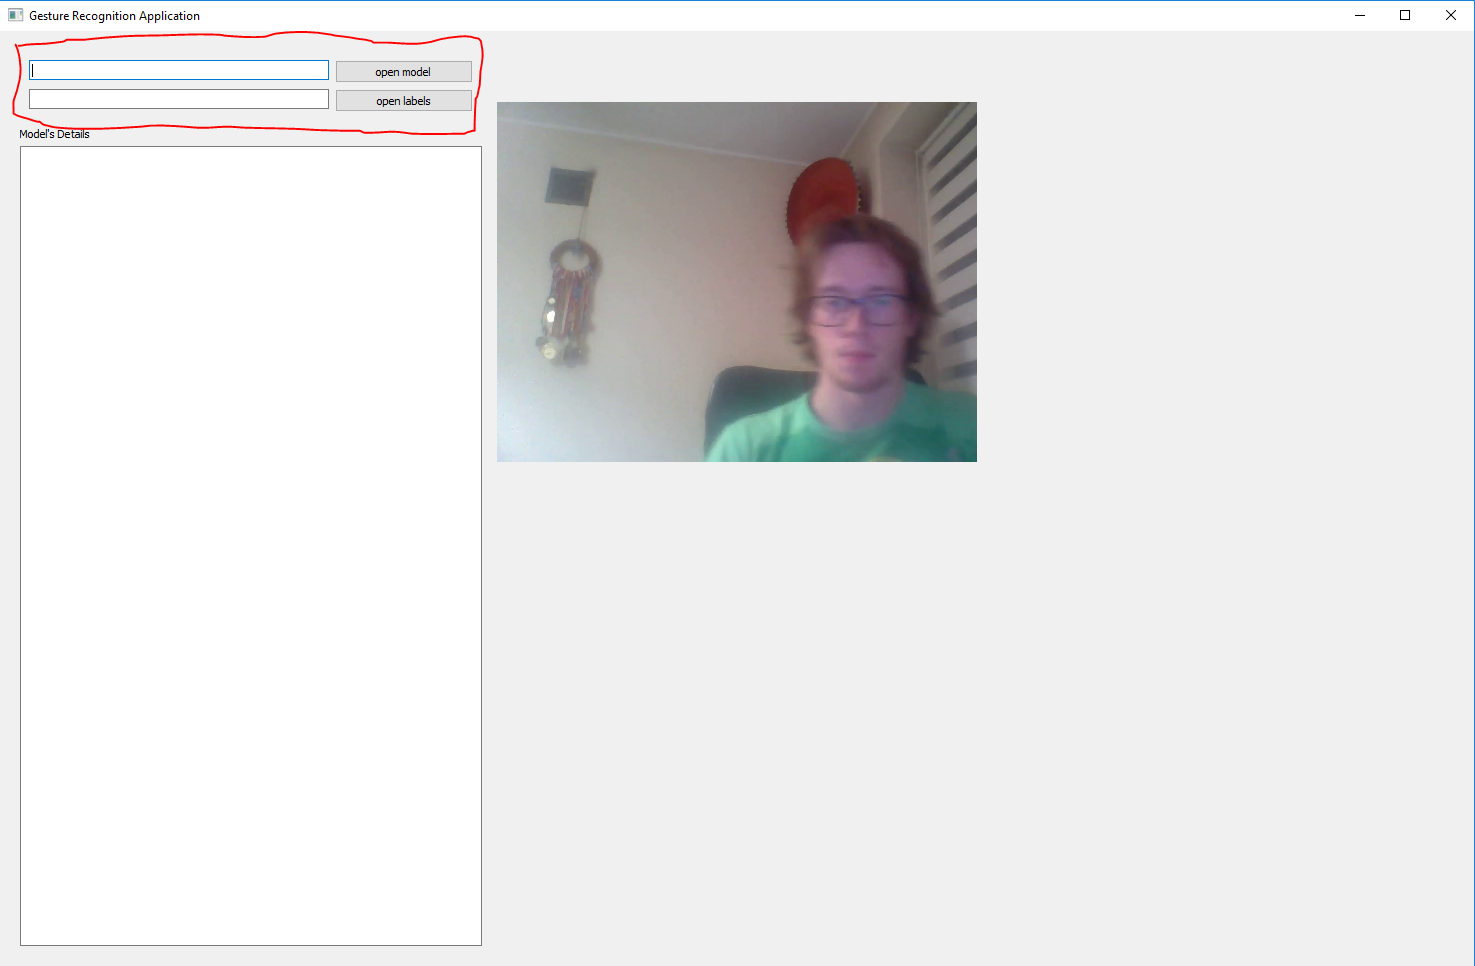 Gesture Recognition Application
open model
open labels
Model's Details